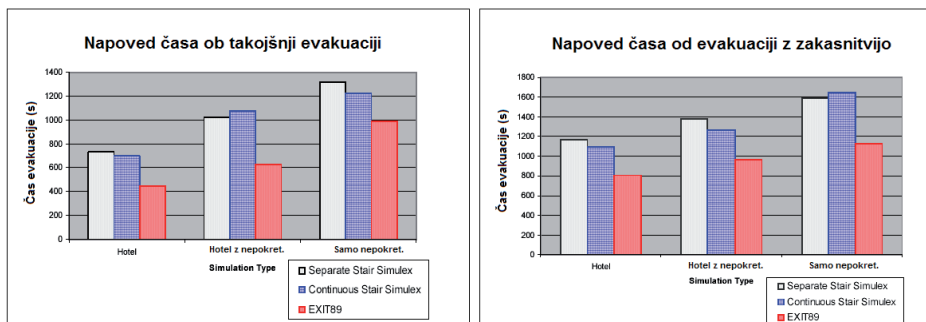 Napoved časa ob takojšnji evakuaciji
Čas evakuacije (s)
1400
1200
1000
800
600
400
200
0
Hotel
Hotel z nepokret.
Samo nepokret.
Simulation Type
Separate Stair Simulex
Continuous Stair Simulex
EXIT89
Napoved časa od evakuaciji z zakasnitvijo
Čas evakuacije (s)
1800
1600
1400
1200
1000
800
600
400
200
0
Hotel
Hotel z nepokret.
Samo nepokret.
Simulation Type
Separate Stair Simulex
Continuous Stair Simulex
EXIT89